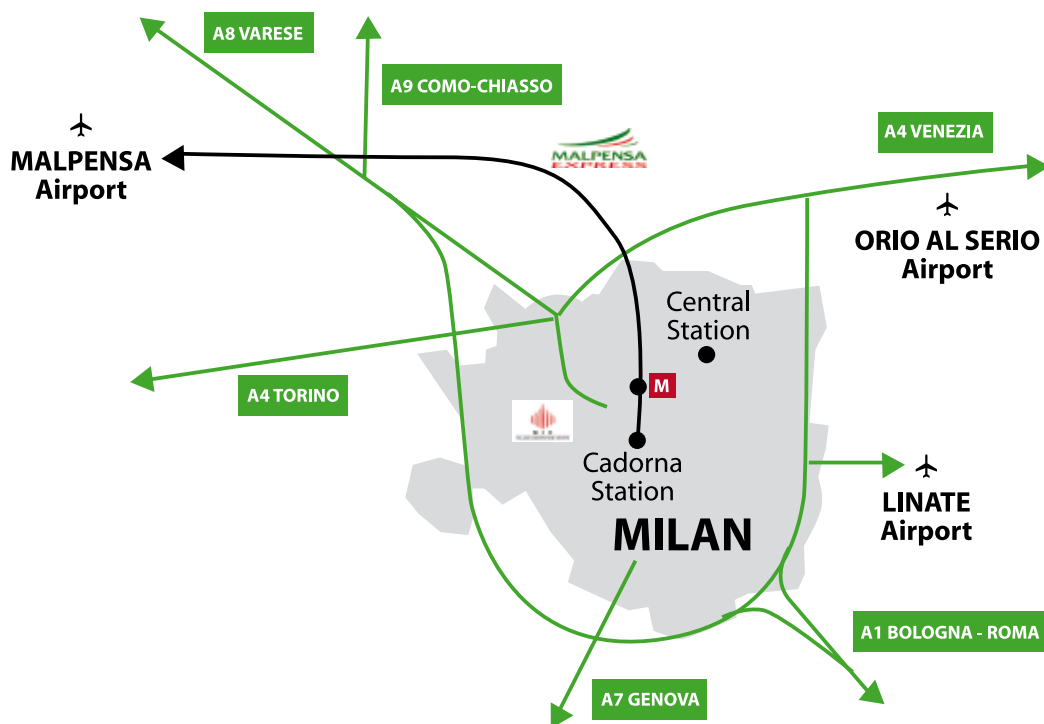 A8 VARESE
A9 COMO-CHIASSO
MALPENSA
EXPRESS
A4 VENEZIA
MALPENSA
Airport
ORIO AL SERIO
Airport
Central
Station
A4 TORINO
M
Cadorna
Station
LINATE
Airport
MILAN
A1 BOLOGNA - ROMA
A7 GENOVA